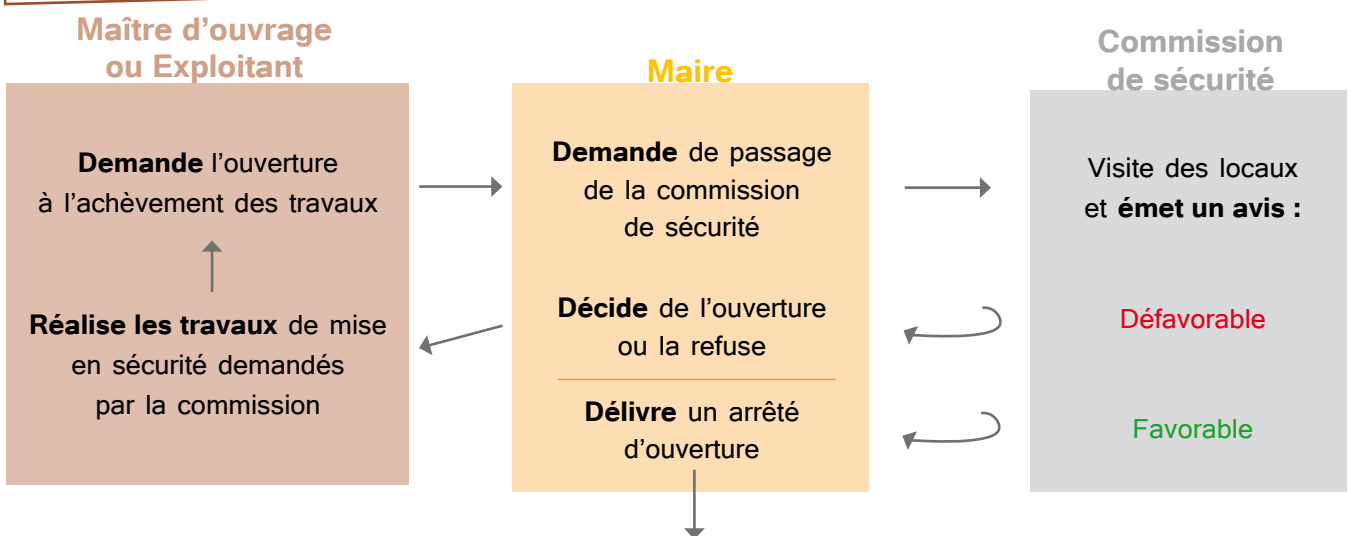 Maître d'ouvrage
ou Exploitant
Demande l'ouverture
à l'achèvement des travaux
Réalise les travaux de mise
en sécurité demandés
par la commission
Maire
Demande de passage
de la commission
de sécurité
Décide de l'ouverture
ou la refuse
Délivre un arrêté
d'ouverture
Commission
de sécurité
Visite des locaux
et émet un avis :
Défavorable
Favorable